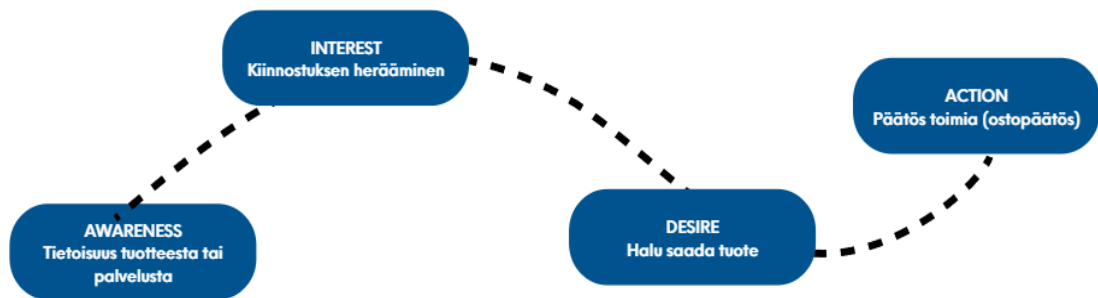 AWARENESS
Tietoisuus tuotteesta tai
palvelusta
INTEREST
Kiinnostuksen herääminen
DESIRE
Halu saada tuote
ACTION
Päätös toimia (ostopäätös)